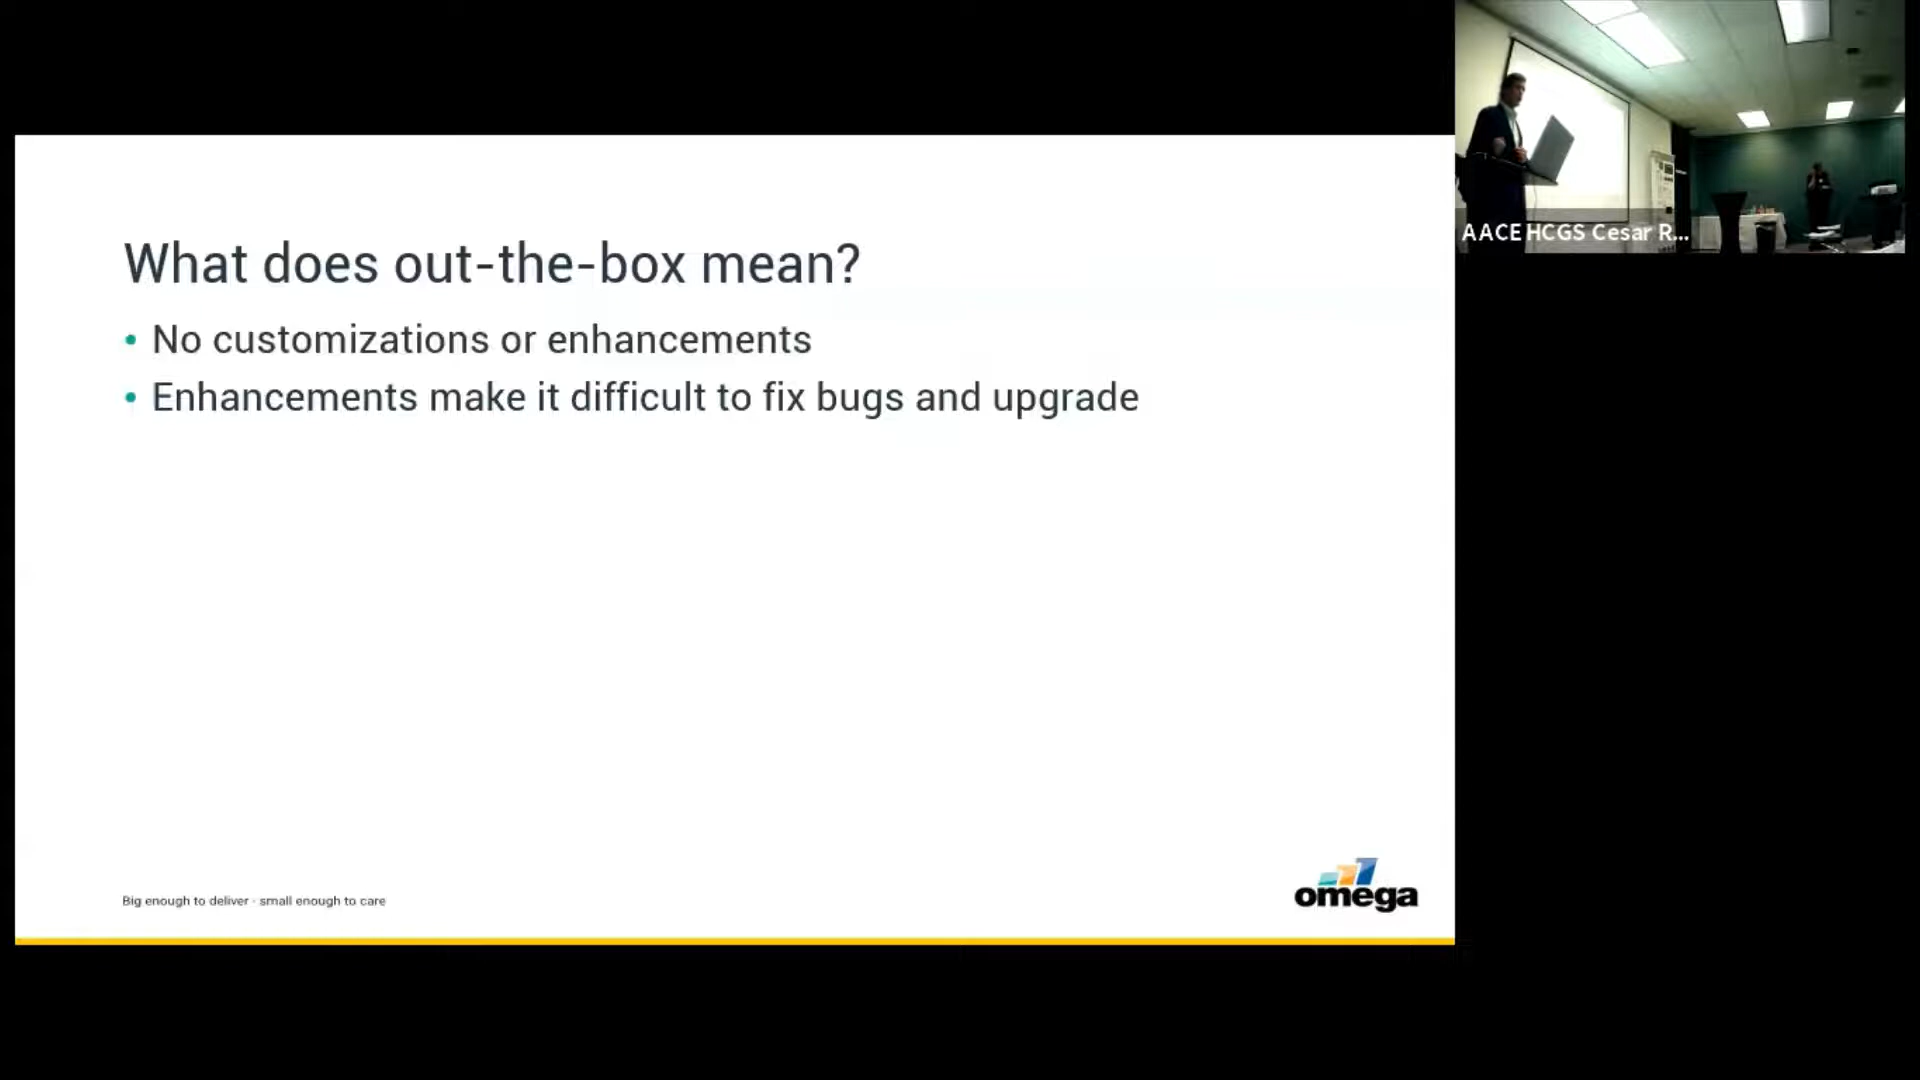 What does out-the-box mean?
• No customizations or enhancements
• Enhancements make it difficult to fix bugs and upgrade
Big enough to deliver · small enough to care
omega
AACE HCGS Cesar R...